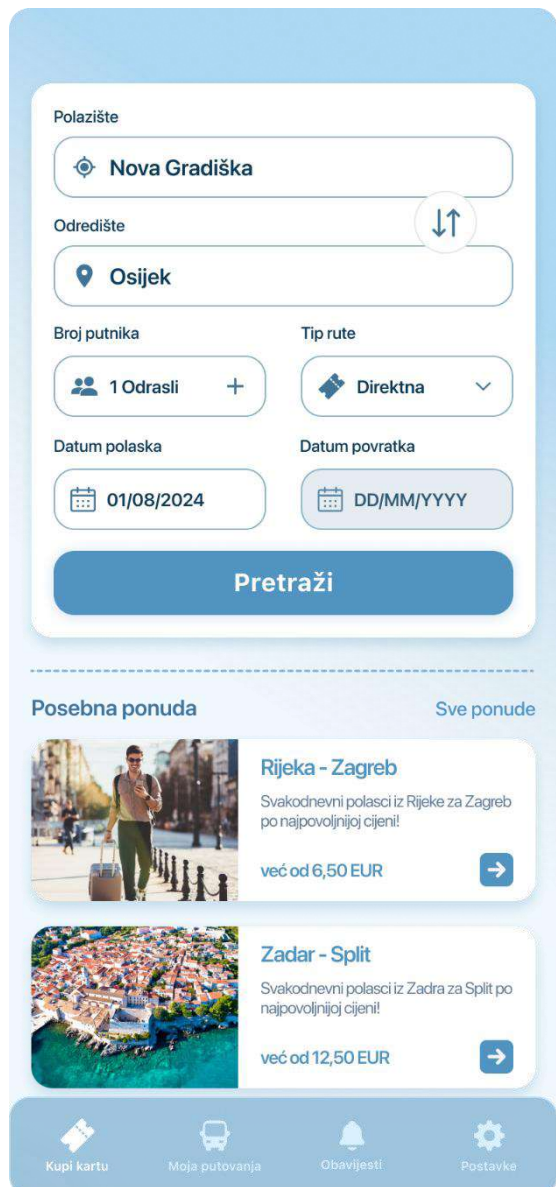 Polazište
Nova Gradiška
Odredište
Osijek
Broj putnika
Tip rute
1 Odrasli
Direktna
Datum polaska
Datum povratka
01/08/2024
DD/MM/YYYY
Pretraži
Posebna ponuda
Sve ponude
Rijeka - Zagreb
Svakodnevni polasci iz Rijeke za Zagreb
po najpovoljnijoj cijeni!
već od 6,50 EUR
Zadar - Split
Svakodnevni polasci iz Zadra za Split po
najpovoljnijoj cijeni!
već od 12,50 EUR
Kupi kartu
Moja putovanja
Obavijesti
Postavke